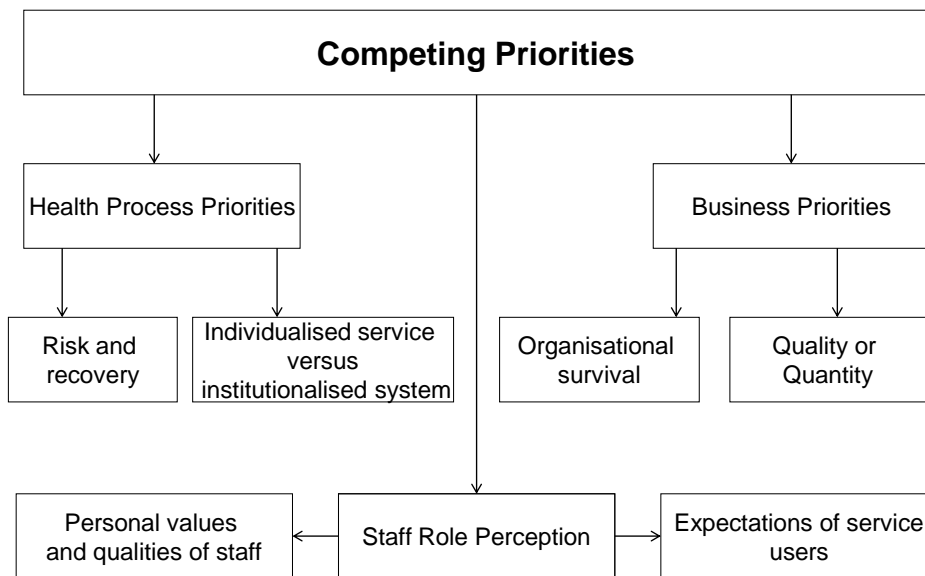 Competing Priorities
Health Process Priorities
Business Priorities
Risk and
recovery
Individualised service
versus
institutionalised system
Organisational
survival
Quality or
Quantity
Personal values
and qualities of staff
Staff Role Perception
Expectations of service
users